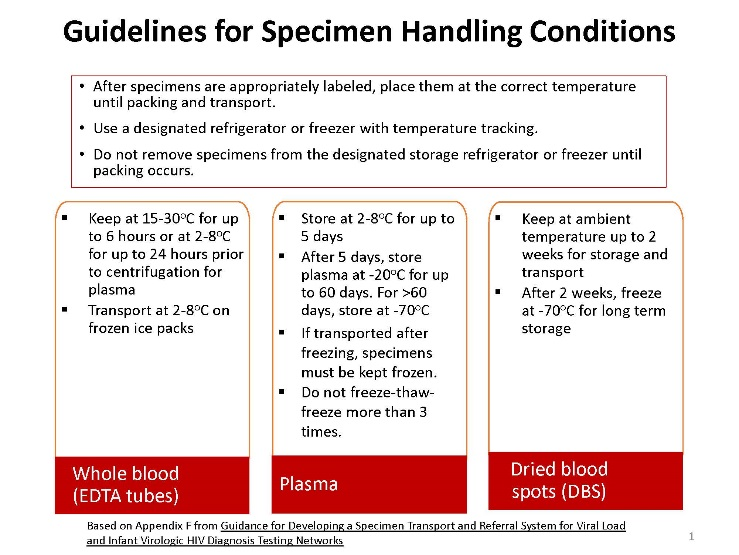 Guidelines for Specimen Handling Conditions
• After specimens are appropriately labeled, place them at the correct temperature
until packing and transport.
• Use a designated refrigerator or freezer with temperature tracking.
• Do not remove specimens from the designated storage refrigerator or freezer until
packing occurs.
▪ Keep at 15-30°C for up
to 6 hours or at 2-8°C
for up to 24 hours prior
to centrifugation for
plasma
▪ Transport at 2-8°C on
frozen ice packs
Whole blood
(EDTA tubes)
▪ Store at 2-8°C for up to
5 days
▪ After 5 days, store
plasma at -20°C for up
to 60 days. For >60
days, store at -70°C
▪ If transported after
freezing, specimens
must be kept frozen.
▪ Do not freeze-thaw-
freeze more than 3
times.
Plasma
▪ Keep at ambient
temperature up to 2
weeks for storage and
transport
▪ After 2 weeks, freeze
at -70°C for long term
storage
Dried blood
spots (DBS)
Based on Appendix F from Guidance for Developing a Specimen Transport and Referral System for Viral Load
and Infant Virologic HIV Diagnosis Testing Networks
1